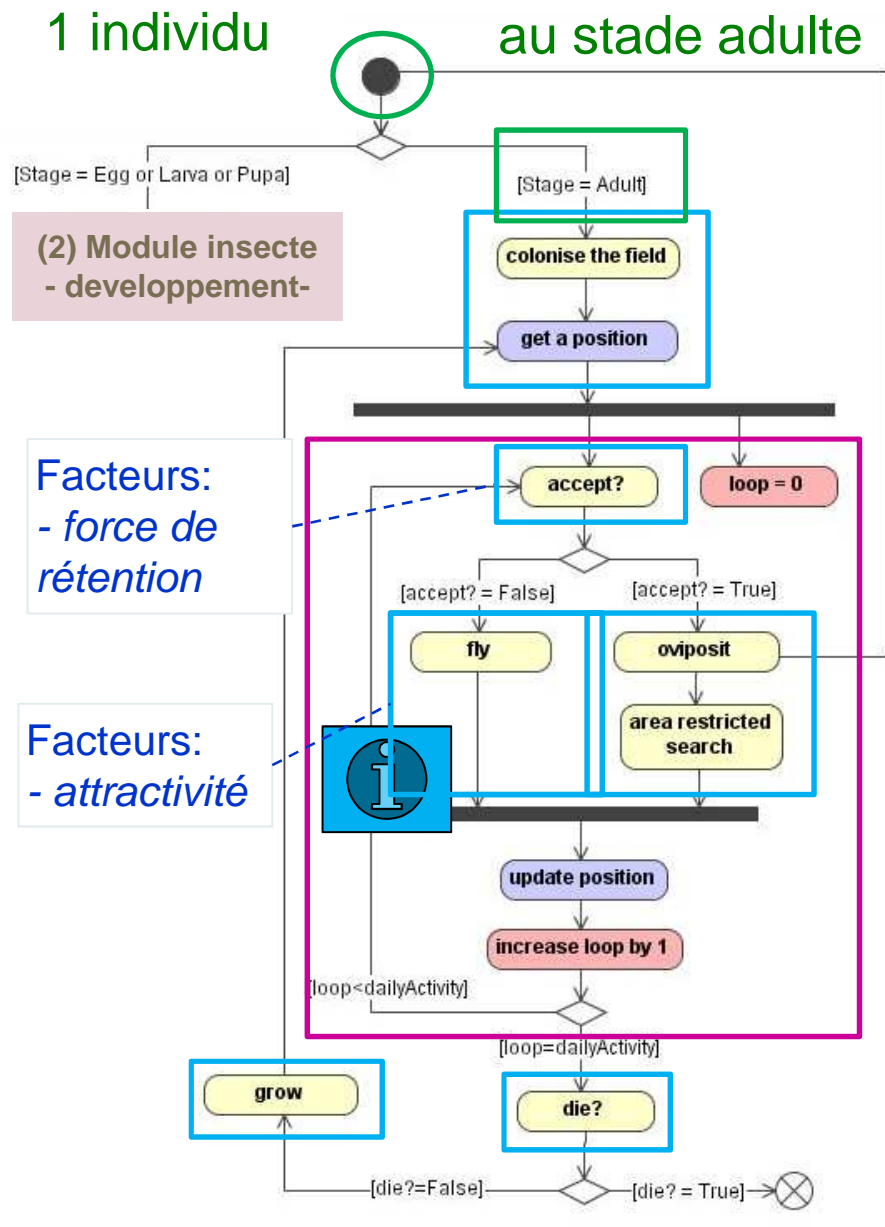 1 individu
au stade adulte
[Stage = Egg or Larva or Pupa]
[Stage = Adult]
(2) Module insecte
- developpement-
colonise the field
get a position
Facteurs:
- force de
rétention
accept?
loop = 0
[accept? = False]
[accept? = True]
fly
oviposit
area restricted
search
Facteurs:
- attractivité
i
update position
increase loop by 1
[loop<dailyActivity]
[loop=dailyActivity]
grow
die?
[die?=False]
[die? = True]